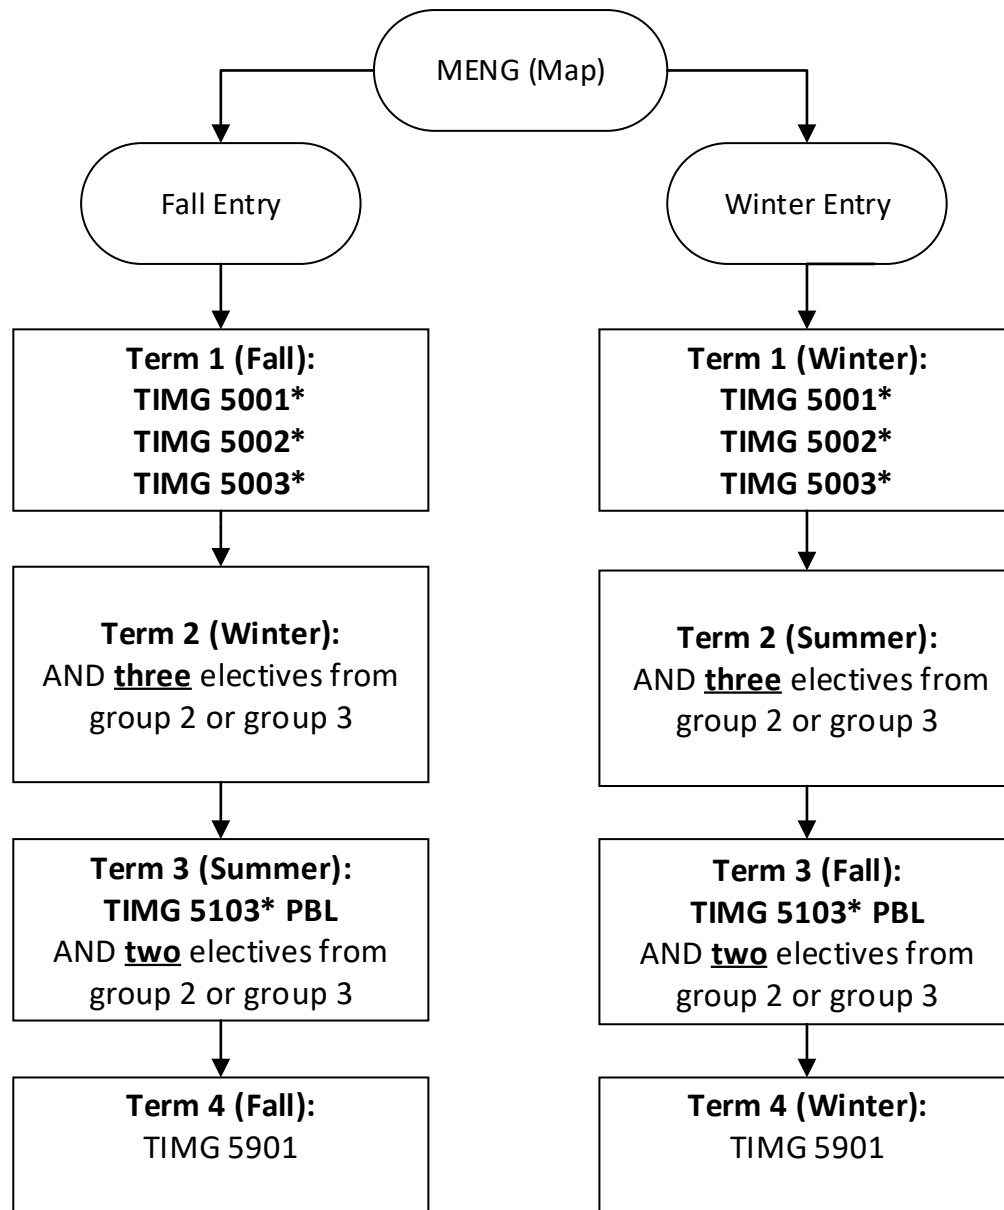 MENG (Map)
Fall Entry
Winter Entry
Term 1 (Fall):
TIMG 5001*
TIMG 5002*
TIMG 5003*
Term 1 (Winter):
TIMG 5001*
TIMG 5002*
TIMG 5003*
Term 2 (Winter):
AND three electives from
group 2 or group 3
Term 2 (Summer):
AND three electives from
group 2 or group 3
Term 3 (Summer):
TIMG 5103* PBL
AND two electives from
group 2 or group 3
Term 3 (Fall):
TIMG 5103* PBL
AND two electives from
group 2 or group 3
Term 4 (Fall):
TIMG 5901
Term 4 (Winter):
TIMG 5901